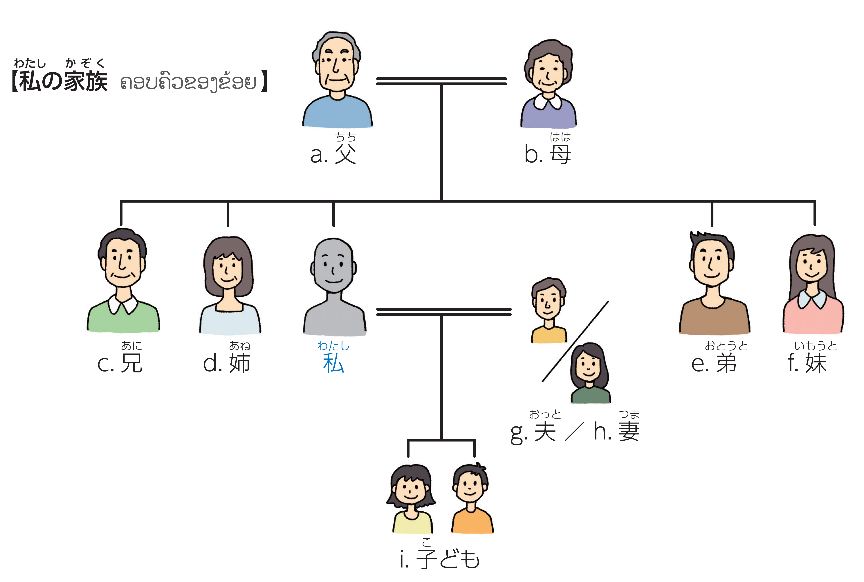 わたし かぞく
【私の家族 ຄອບຄົວຂອງຂ້ອຍ】
ちち
a. 父
はは
b. 母
あに
c. 兄
あね
d. 姉
わたし
私
おっと
g. 夫 ／
つま
h. 妻
おとうと
e. 弟
いもうと
f. 妹
こ
i. 子ども